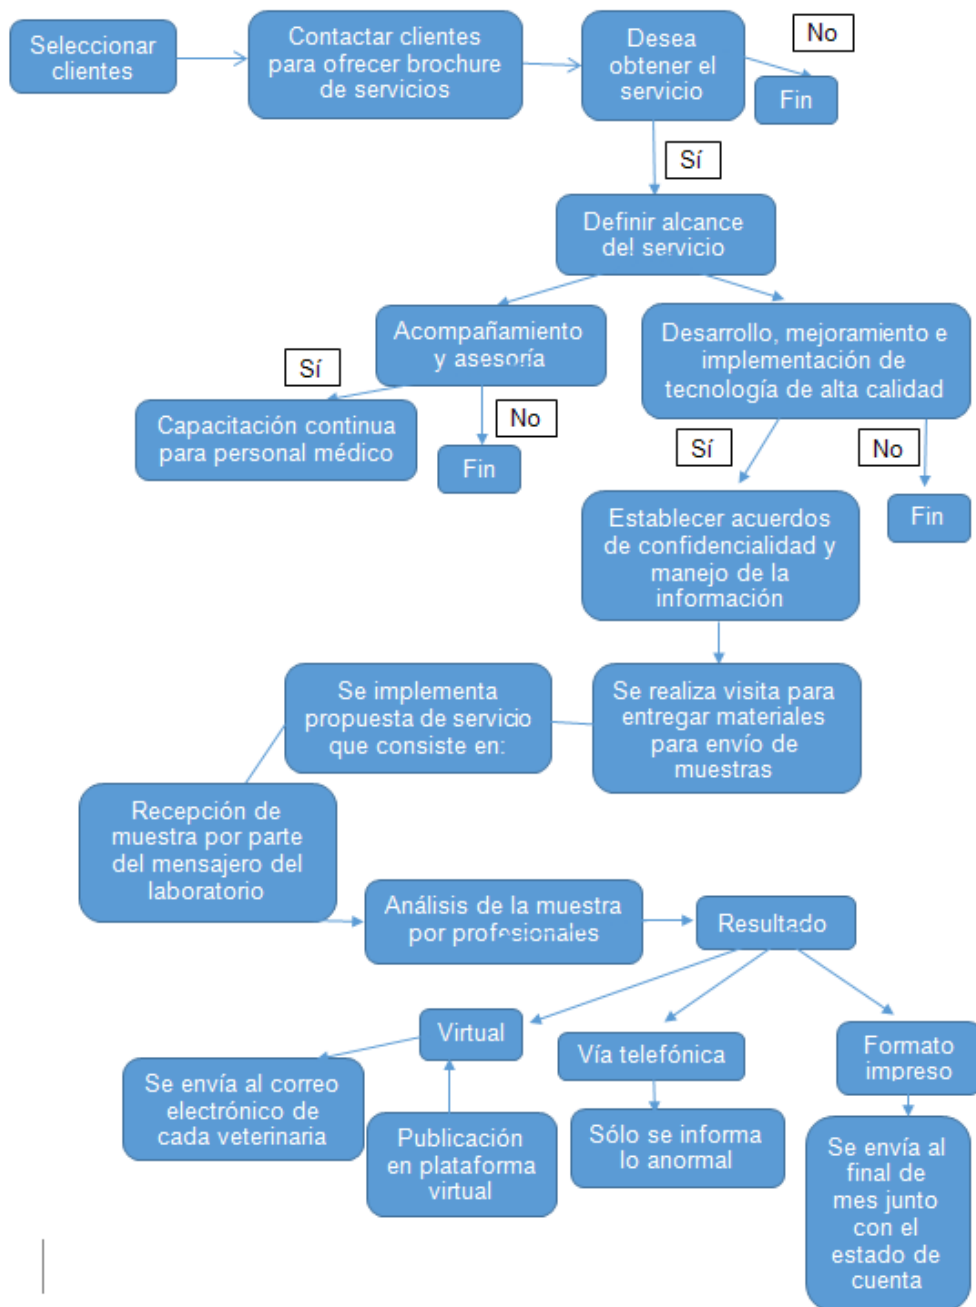 Seleccionar
clientes
Contactar clientes
para ofrecer brochure
de servicios
Desea
obtener el
servicio
No
Fin
Sí
Definir alcance
del servicio
Acompañamiento
y asesoría
Desarrollo, mejoramiento e
implementación de
tecnología de alta calidad
Sí
No
Capacitación continua
para personal médico
Fin
Sí
No
Fin
Establecer acuerdos
de confidencialidad y
manejo de la
información
Se realiza visita para
entregar materiales
para envío de
muestras
Se implementa
propuesta de servicio
que consiste en:
Recepción de
muestra por parte
del mensajero del
laboratorio
Análisis de la muestra
por profesionales
Resultado
Virtual
Vía telefónica
Formato
impreso
Se envía al correo
electrónico de
cada veterinaria
Publicación
en plataforma
virtual
Sólo se informa
lo anormal
Se envía al
final de
mes junto
con el
estado de
cuenta